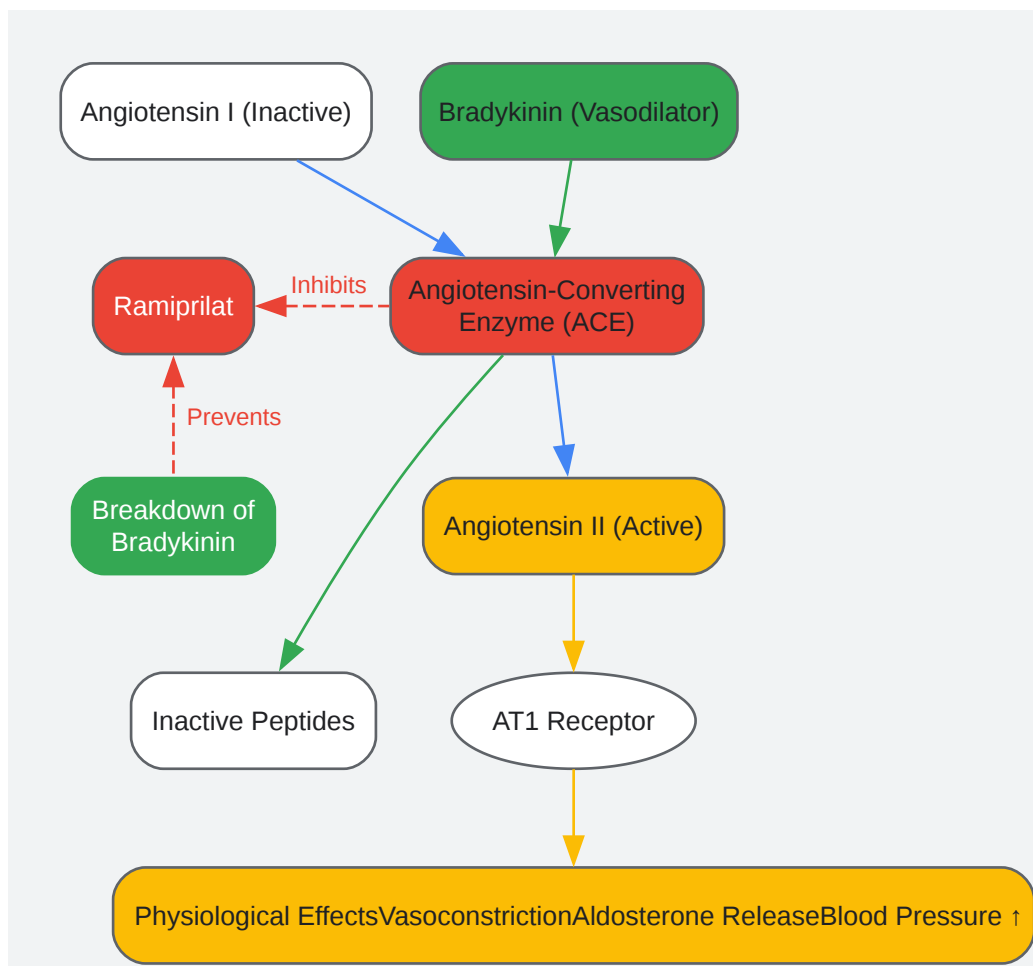 Angiotensin I (Inactive)
Bradykinin (Vasodilator)
Ramiprilat
Inhibits
Angiotensin-Converting
Enzyme (ACE)
Prevents
Breakdown of
Bradykinin
Angiotensin II (Active)
Inactive Peptides
AT1 Receptor
Physiological EffectsVasoconstrictionAldosterone ReleaseBlood Pressure ↑